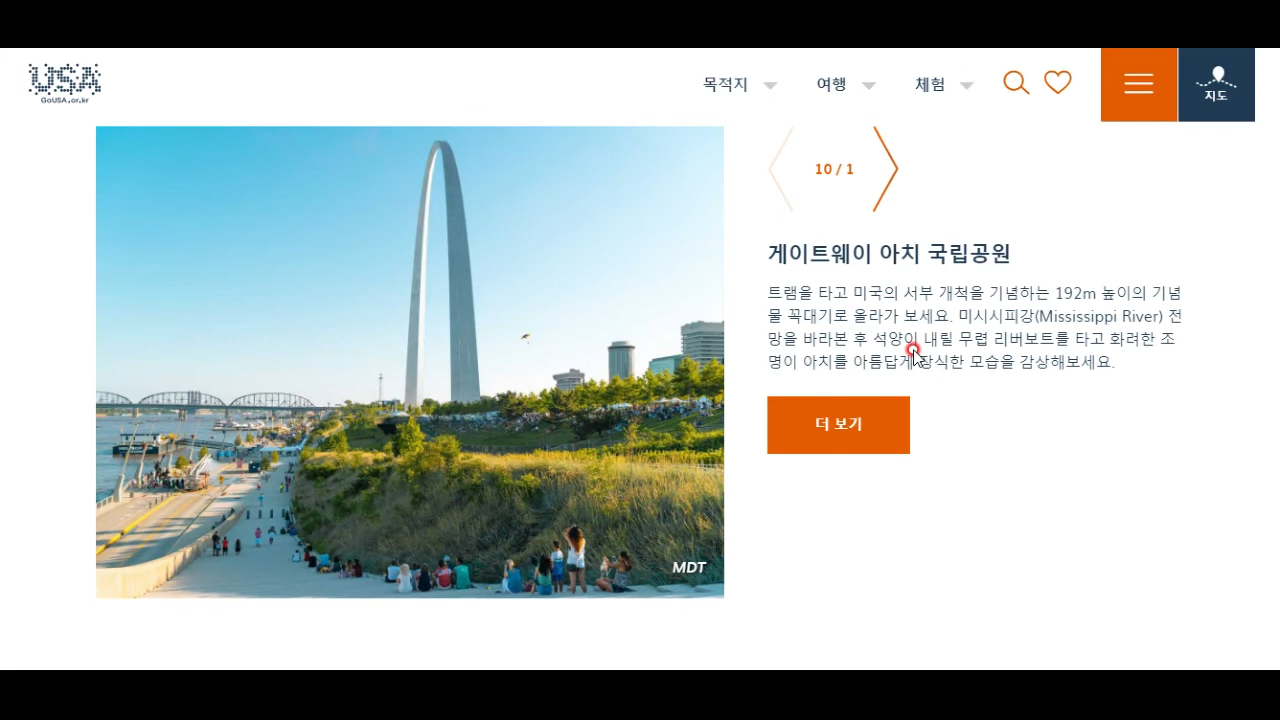 USA
GoUSA.or.kr
목적지
여행
체험
지도
10 / 1
게이트웨이 아치 국립공원
트램을 타고 미국의 서부 개척을 기념하는 192m 높이의 기념
물 꼭대기로 올라가 보세요. 미시시피강(Mississippi River) 전
망을 바라본 후 석양이 내릴 무렵 리버보트를 타고 화려한 조
명이 아치를 아름답게 장식한 모습을 감상해보세요.
더 보기
MDT